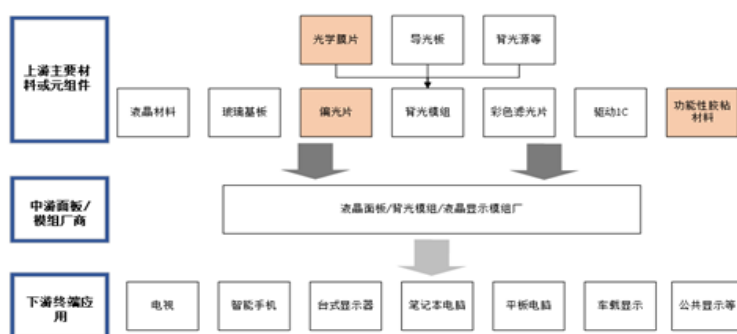 光学膜片
导光板
背光源等
上游主要材
料或元组件
液晶材料
玻璃基板
偏光片
背光模组
彩色滤光片
驱动IC
功能性胶粘
材料
中游面板/
模组厂商
液晶面板/背光模组/液晶显示模组厂
下游终端应
用
电视
智能手机
台式显示器
笔记本电脑
平板电脑
车载显示
公共显示等